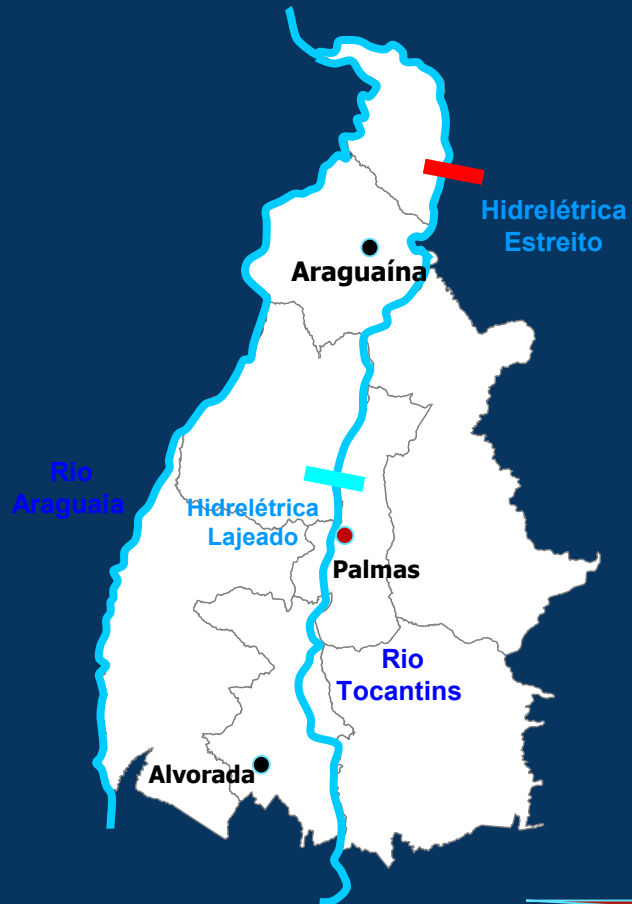 Hidrelétrica
Estreito
Araguaína
Rio
Araguaia
Hidrelétrica
Lajeado
Palmas
Rio
Tocantins
Alvorada